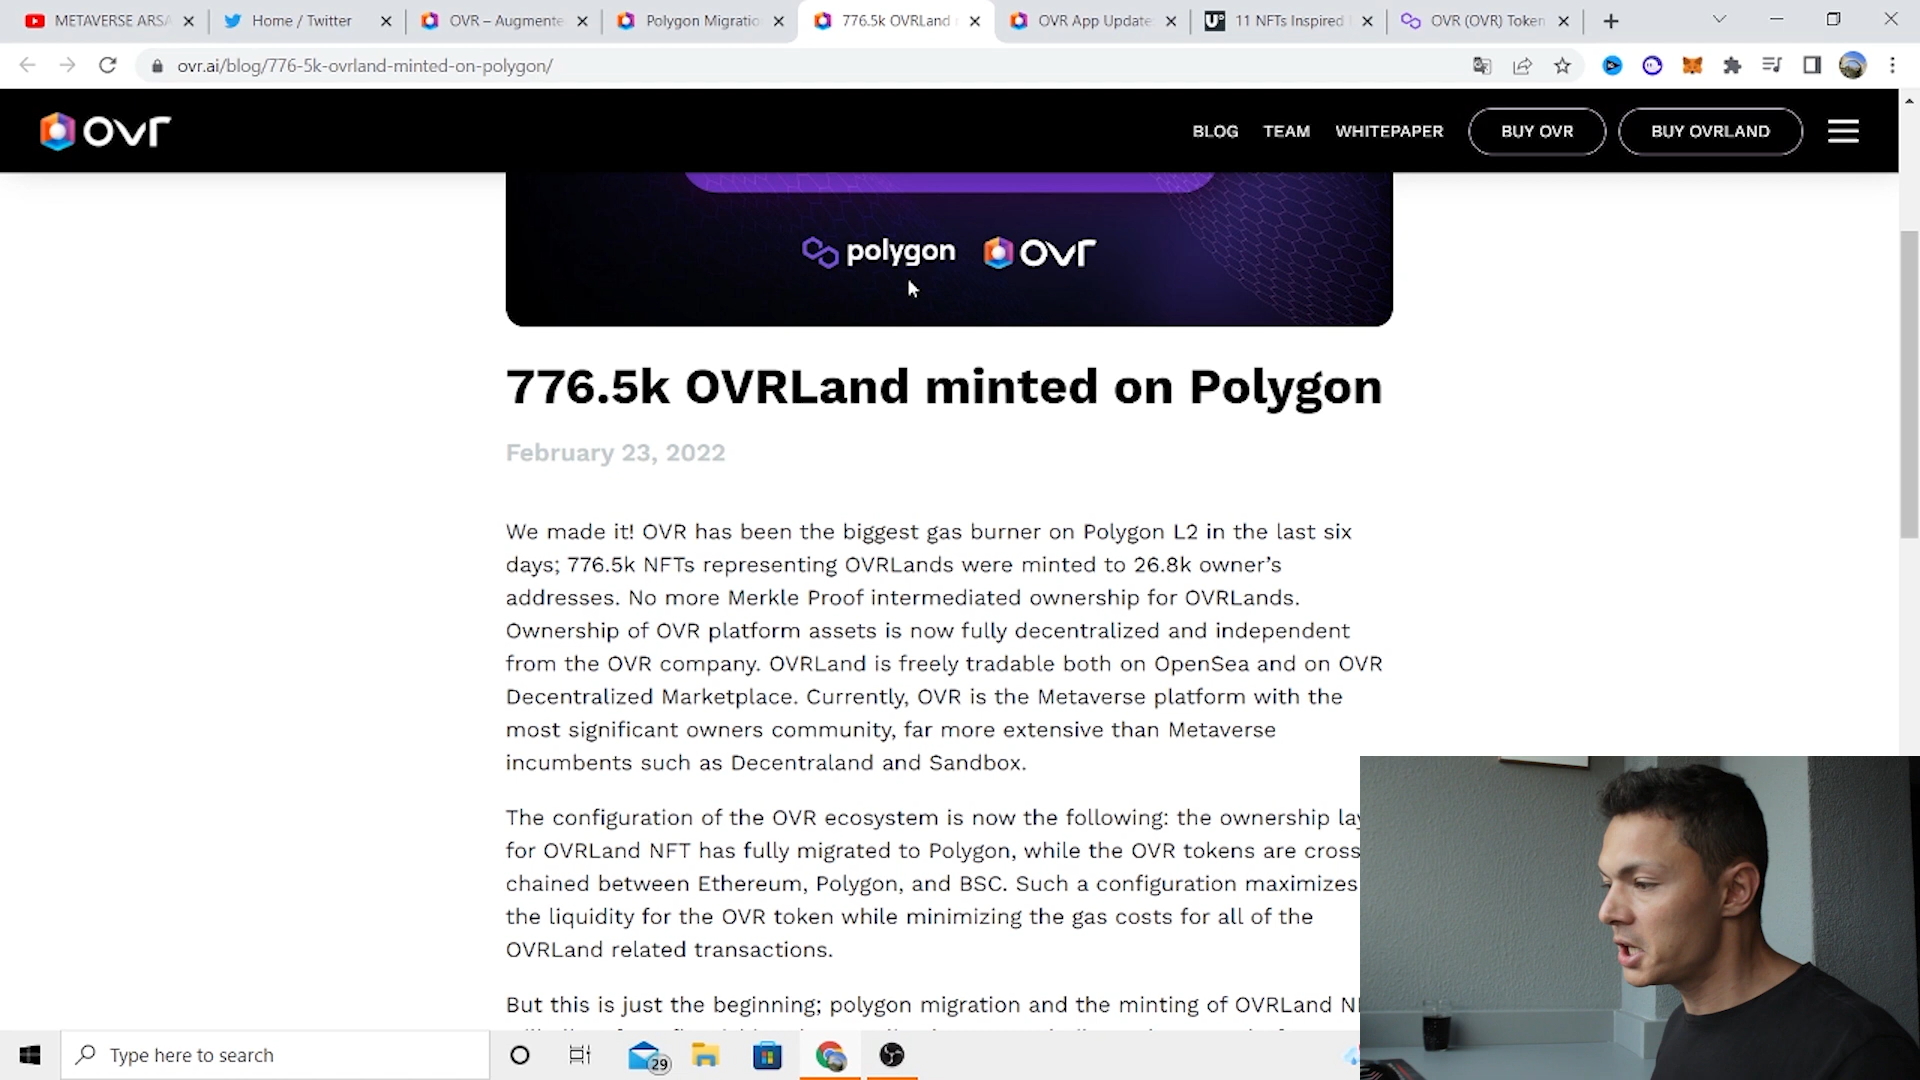 METAVERSE ARSA
Home / Twitter
OVR – Augmente
Polygon Migratio
776.5k OVRLand
OVR App Update
11 NFTs Inspired
OVR (OVR) Token
ovr.ai/blog/776-5k-ovrland-minted-on-polygon/
ovr
BLOG
TEAM
WHITEPAPER
BUY OVR
BUY OVRLAND
polygon
ovr
776.5k OVRLand minted on Polygon
February 23, 2022
We made it! OVR has been the biggest gas burner on Polygon L2 in the last six
days; 776.5k NFTs representing OVRLands were minted to 26.8k owner’s
addresses. No more Merkle Proof intermediated ownership for OVRLands.
Ownership of OVR platform assets is now fully decentralized and independent
from the OVR company. OVRLand is freely tradable both on OpenSea and on OVR
Decentralized Marketplace. Currently, OVR is the Metaverse platform with the
most significant owners community, far more extensive than Metaverse
incumbents such as Decentraland and Sandbox.
The configuration of the OVR ecosystem is now the following: the ownership lay
for OVRLand NFT has fully migrated to Polygon, while the OVR tokens are cross
chained between Ethereum, Polygon, and BSC. Such a configuration maximizes
the liquidity for the OVR token while minimizing the gas costs for all of the
OVRLand related transactions.
But this is just the beginning; polygon migration and the minting of OVRLand N
Type here to search
29